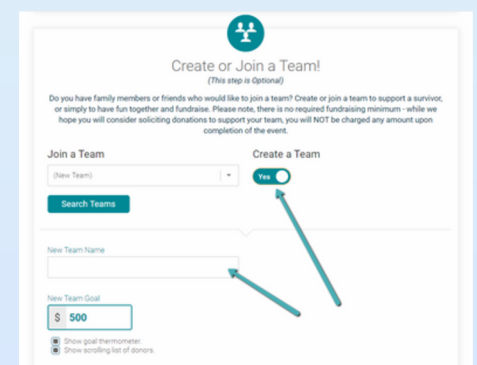 Create or Join a Team!
(This step is Optional)
Do you have family members or friends who would like to join a team? Create or join a team to support a survivor,
or simply to have fun together and fundraise. Please note, there is no required fundraising minimum - while we
hope you will consider soliciting donations to support your team, you will NOT be charged any amount upon
completion of the event.
Join a Team
Create a Team
(New Team)
Yes
Search Teams
New Team Name
New Team Goal
$ 500
Show goal thermometer.
Show scrolling list of donors.